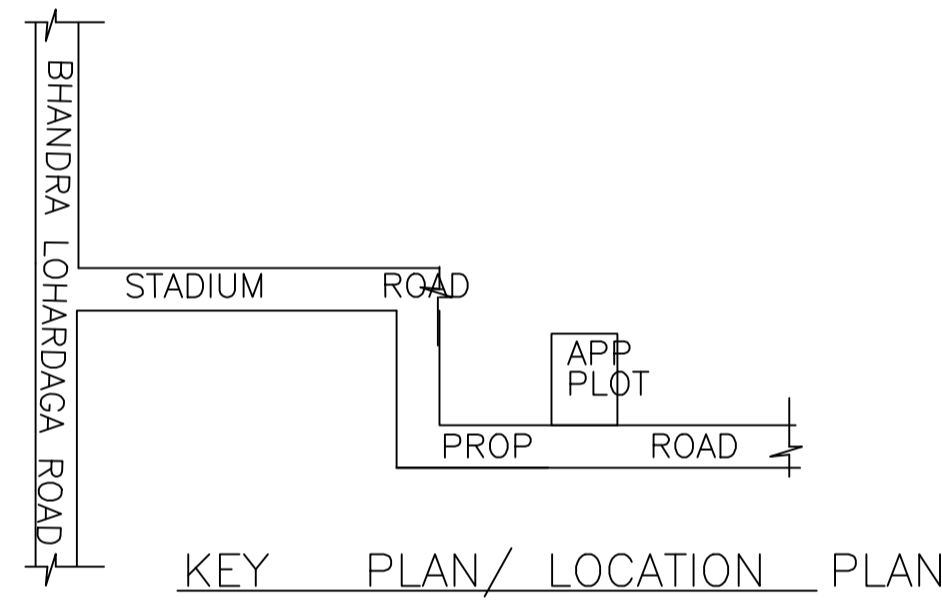 BHANDRA LOHARDAGA ROAD
STADIUM ROAD
APP
PLOT
PROP ROAD
KEY PLAN/ LOCATION PLAN